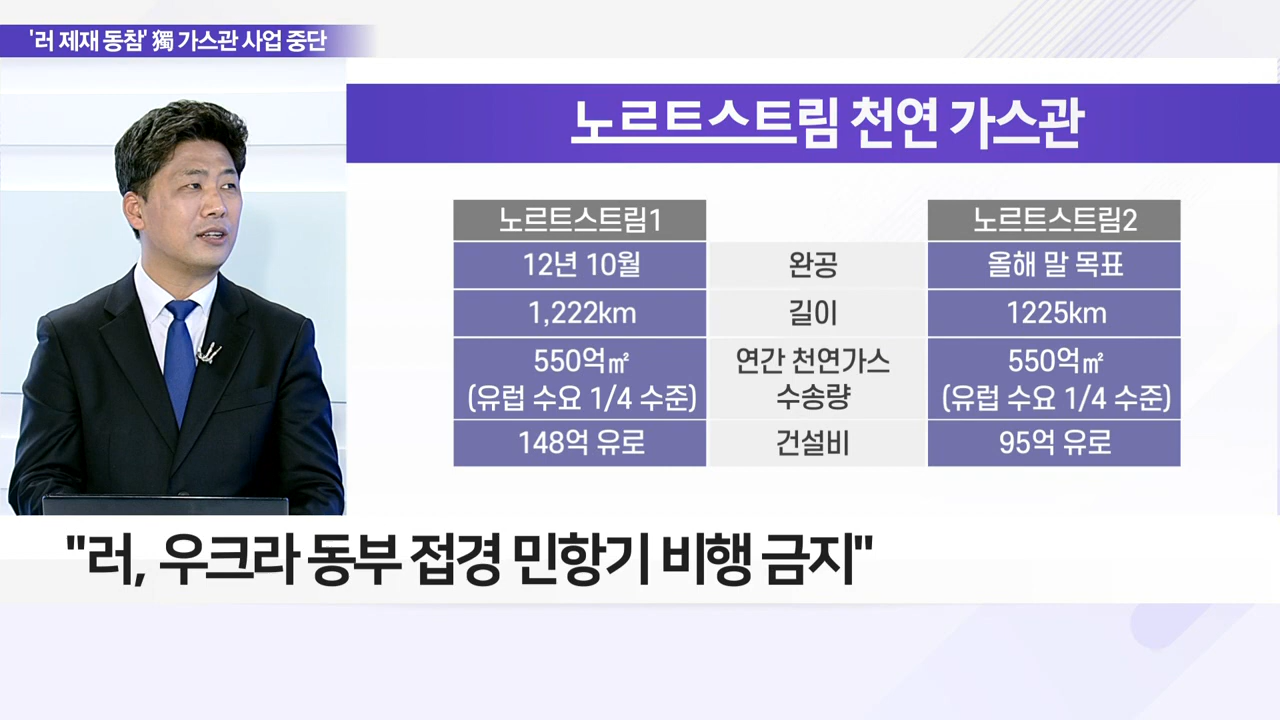 '러 제재 동참' 獨 가스관 사업 중단
노르트스트림 천연 가스관
노르트스트림1 노르트스트림2
12년 10월 완공 올해 말 목표
1,222km 길이 1225km
550억㎡ 연간 천연가스 550억㎡
(유럽 수요 1/4 수준) 수송량 (유럽 수요 1/4 수준)
148억 유로 건설비 95억 유로
"러, 우크라 동부 접경 민항기 비행 금지"